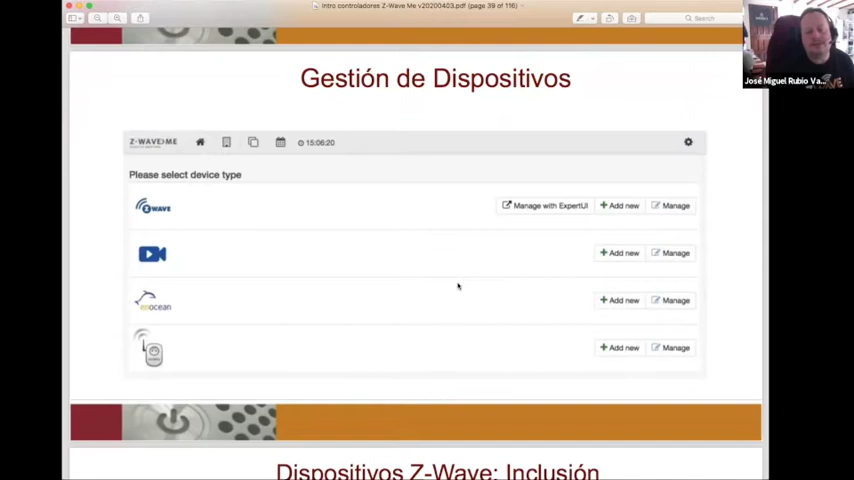 Intro controladores Z-Wave Me v20200403.pdf (page 39 of 116)
Search
José Miguel Rubio Va...
Gestión de Dispositivos
Z-WAVE>ME
15:06:20
Please select device type
WAVE
Manage with ExpertUI
Add new
Manage
Add new
Manage
enocean
Add new
Manage
Add new
Manage
Dispositivos Z-Wave: Inclusión